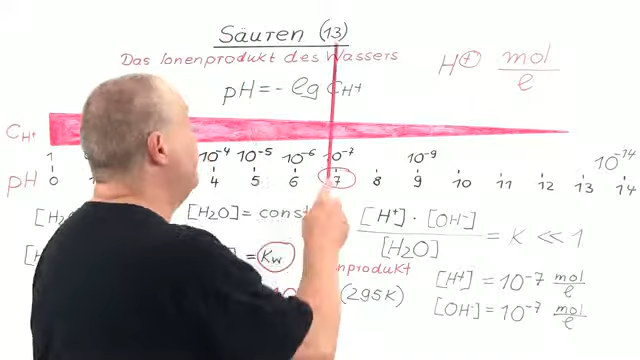 Säuren (13)
Das Ionenprodukt des Wassers
pH = - lg cH+
H+ mol/l
CH+
1 10-4 10-5 10-6 10-7 10-9 10-14
pH 0 4 5 6 7 8 9 10 11 12 13 14
[H2O] = const
[H+] · [OH-] / [H2O] = K << 1
= Kw
nprodukt
(295K)
[H+] = 10-7 mol/l
[OH-] = 10-7 mol/l